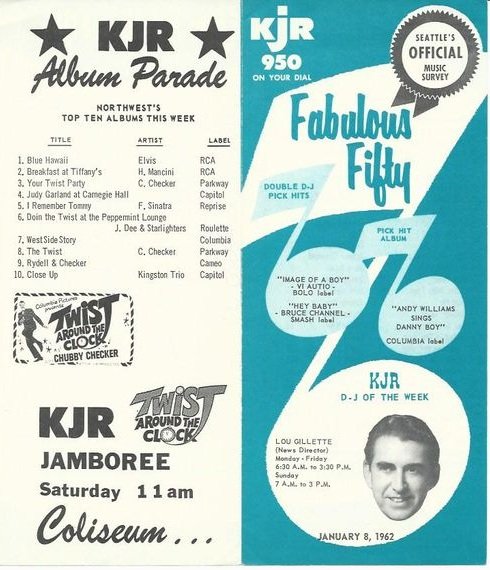 KJR
Album Parade
NORTHWEST'S
TOP TEN ALBUMS THIS WEEK
TITLE ARTIST LABEL
1. Blue Hawaii Elvis RCA
2. Breakfast at Tiffany's H. Mancini RCA
3. Your Twist Party C. Checker Parkway
4. Judy Garland at Carnegie Hall Capitol
5. I Remember Tommy F. Sinatra Reprise
6. Doin the Twist at the Peppermint Lounge
J. Dee & Starlighters Roulette
7. West Side Story Columbia
8. The Twist C. Checker Parkway
9. Rydell & Checker Cameo
10. Close Up Kingston Trio Capitol
Columbia Pictures
presents
TWIST
AROUND THE
CLOCK
CHUBBY CHECKER
TWIST
AROUND THE
CLOCK
KJR
JAMBOREE
Saturday 11am
Coliseum...
KJR
950
ON YOUR DIAL
SEATTLE'S
OFFICIAL
MUSIC
SURVEY
Fabulous
Fifty
DOUBLE D-J
PICK HITS
"IMAGE OF A BOY"
- VI AUTIO -
BOLO label
"HEY BABY"
- BRUCE CHANNEL -
SMASH label
PICK HIT
ALBUM
"ANDY WILLIAMS
SINGS
DANNY BOY"
COLUMBIA label
KJR
D-J OF THE WEEK
LOU GILLETTE
(News Director)
Monday - Friday
6:30 A.M. to 3:30 P.M.
Sunday
7 A.M. to 3 P.M.
JANUARY 8, 1962